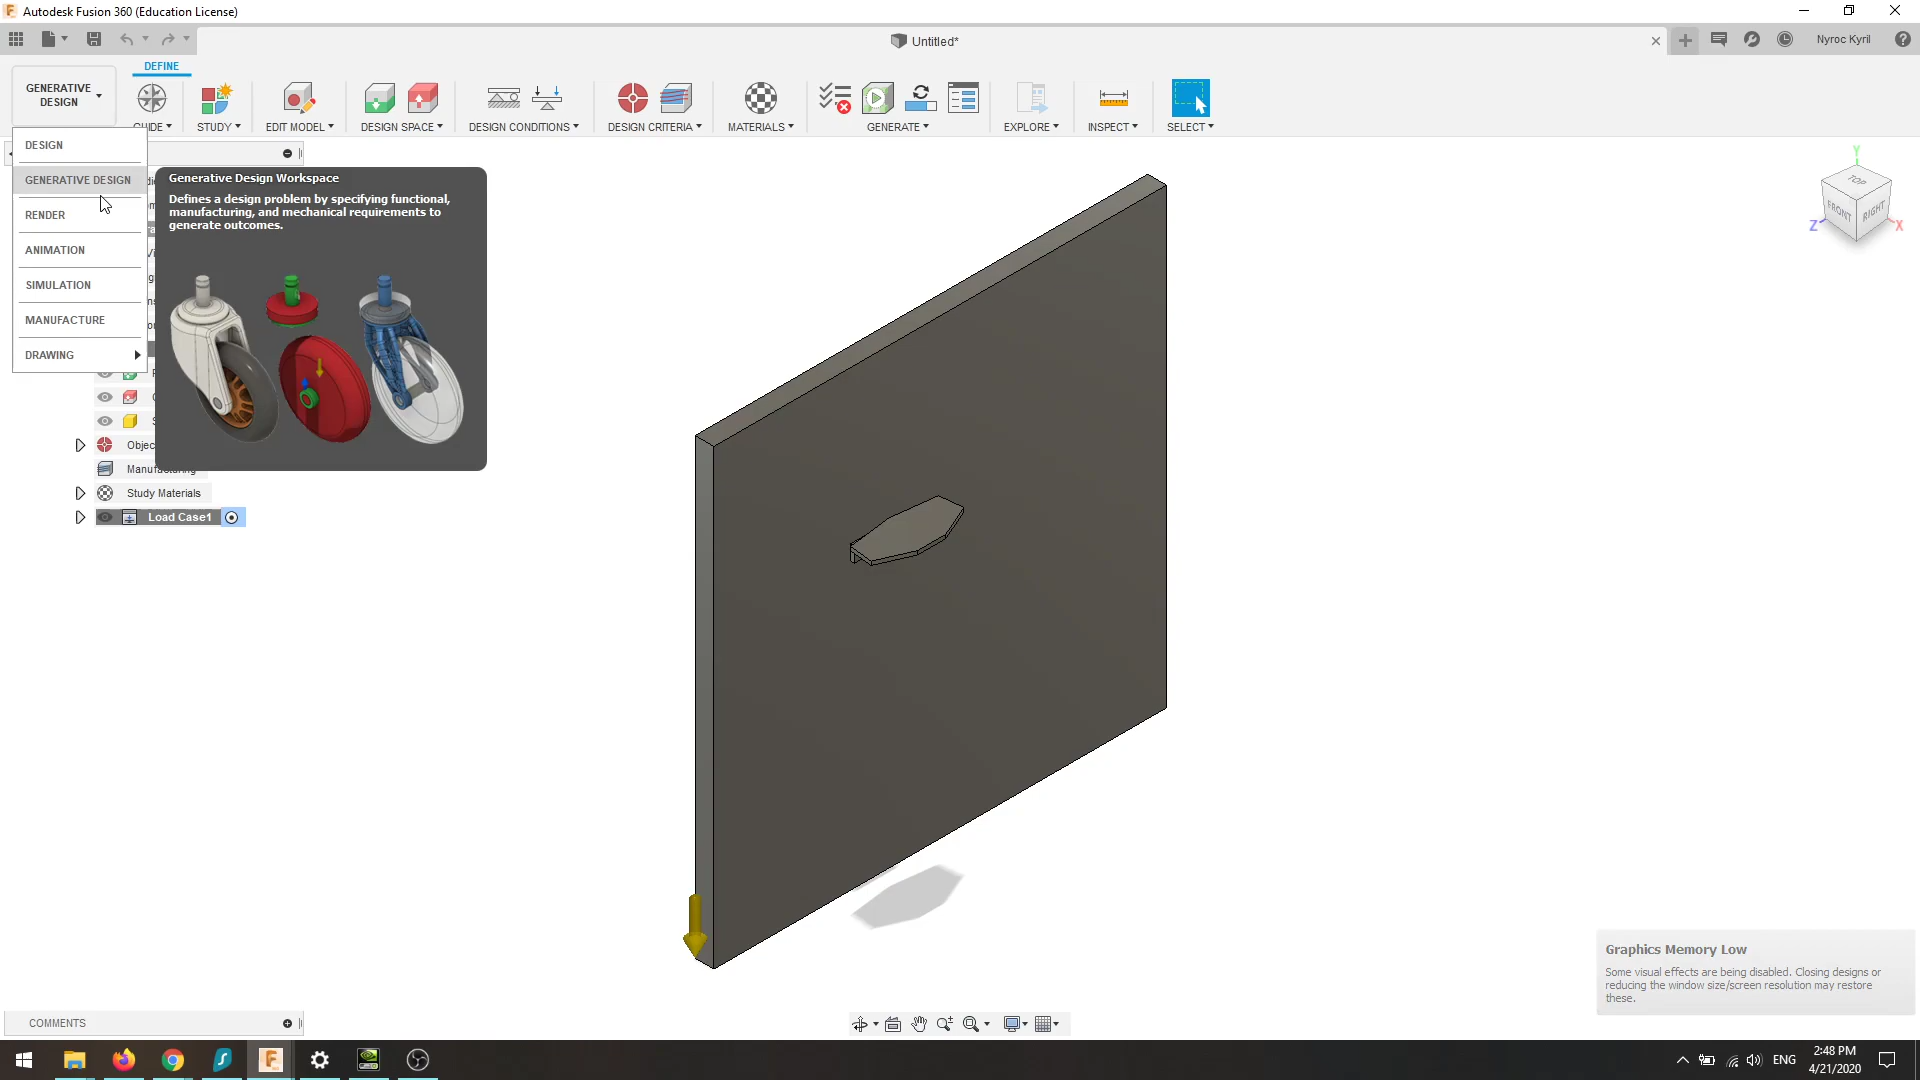 Autodesk Fusion 360 (Education License)
Untitled*
Nyroc Kyril
GENERATIVE
DESIGN
DEFINE
GUIDE
STUDY
EDIT MODEL
DESIGN SPACE
DESIGN CONDITIONS
DESIGN CRITERIA
MATERIALS
GENERATE
EXPLORE
INSPECT
SELECT
DESIGN
GENERATIVE DESIGN
RENDER
ANIMATION
SIMULATION
MANUFACTURE
DRAWING
Generative Design Workspace
Defines a design problem by specifying functional,
manufacturing, and mechanical requirements to
generate outcomes.
Objec
Manufacturing
Study Materials
Load Case1
Y
TOP
FRONT
RIGHT
Z
X
Graphics Memory Low
Some visual effects are being disabled. Closing designs or
reducing the window size/screen resolution may restore
these.
COMMENTS
ENG
2:48 PM
4/21/2020